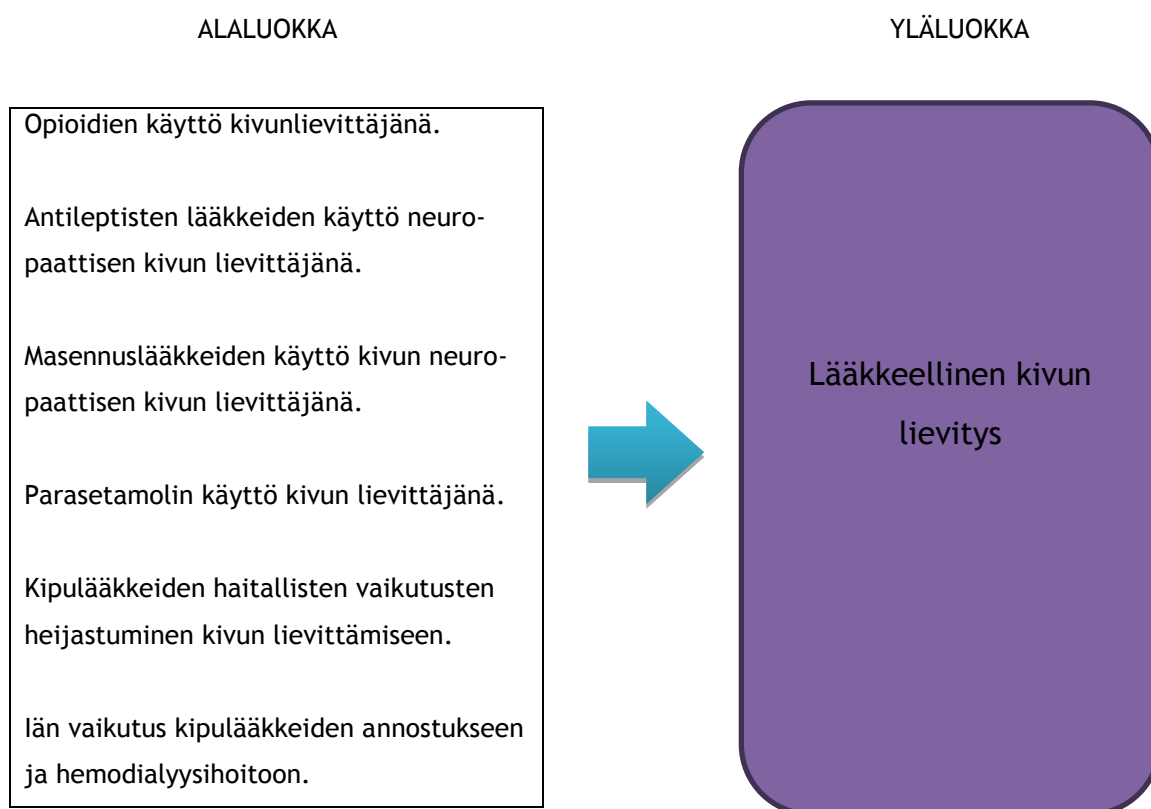 ALALUOKKA
YLÄLUOKKA
Opioidien käyttö kivunlievittäjänä.
Antileptisten lääkkeiden käyttö neuro-
paattisen kivun lievittäjänä.
Masennuslääkkeiden käyttö kivun neuro-
paattisen kivun lievittäjänä.
Parasetamolin käyttö kivun lievittäjänä.
Kipulääkkeiden haitallisten vaikutusten
heijastuminen kivun lievittämiseen.
Iän vaikutus kipulääkkeiden annostukseen
ja hemodialyysihoitoon.
Lääkkeellinen kivun
lievitys